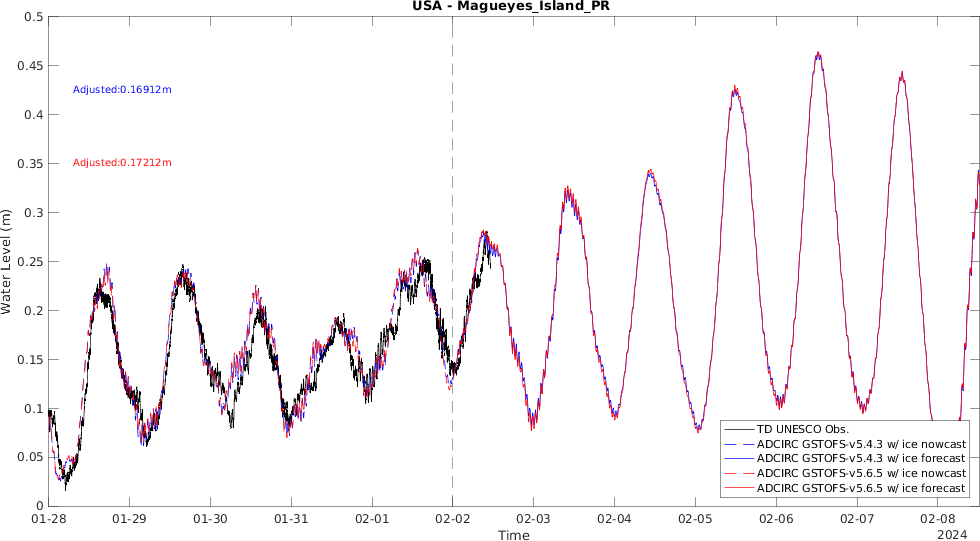 USA - Magueyes_Island_PR
0.5
0.45
0.4
0.35
0.3
0.25
0.2
0.15
0.1
0.05
0
Water Level (m)
Adjusted:0.16912m
Adjusted:0.17212m
TD UNESCO Obs.
ADCIRC GSTOFS-v5.4.3 w/ ice nowcast
ADCIRC GSTOFS-v5.4.3 w/ ice forecast
ADCIRC GSTOFS-v5.6.5 w/ ice nowcast
ADCIRC GSTOFS-v5.6.5 w/ ice forecast
01-28 01-29 01-30 01-31 02-01 02-02 02-03 02-04 02-05 02-06 02-07 02-08
Time
2024